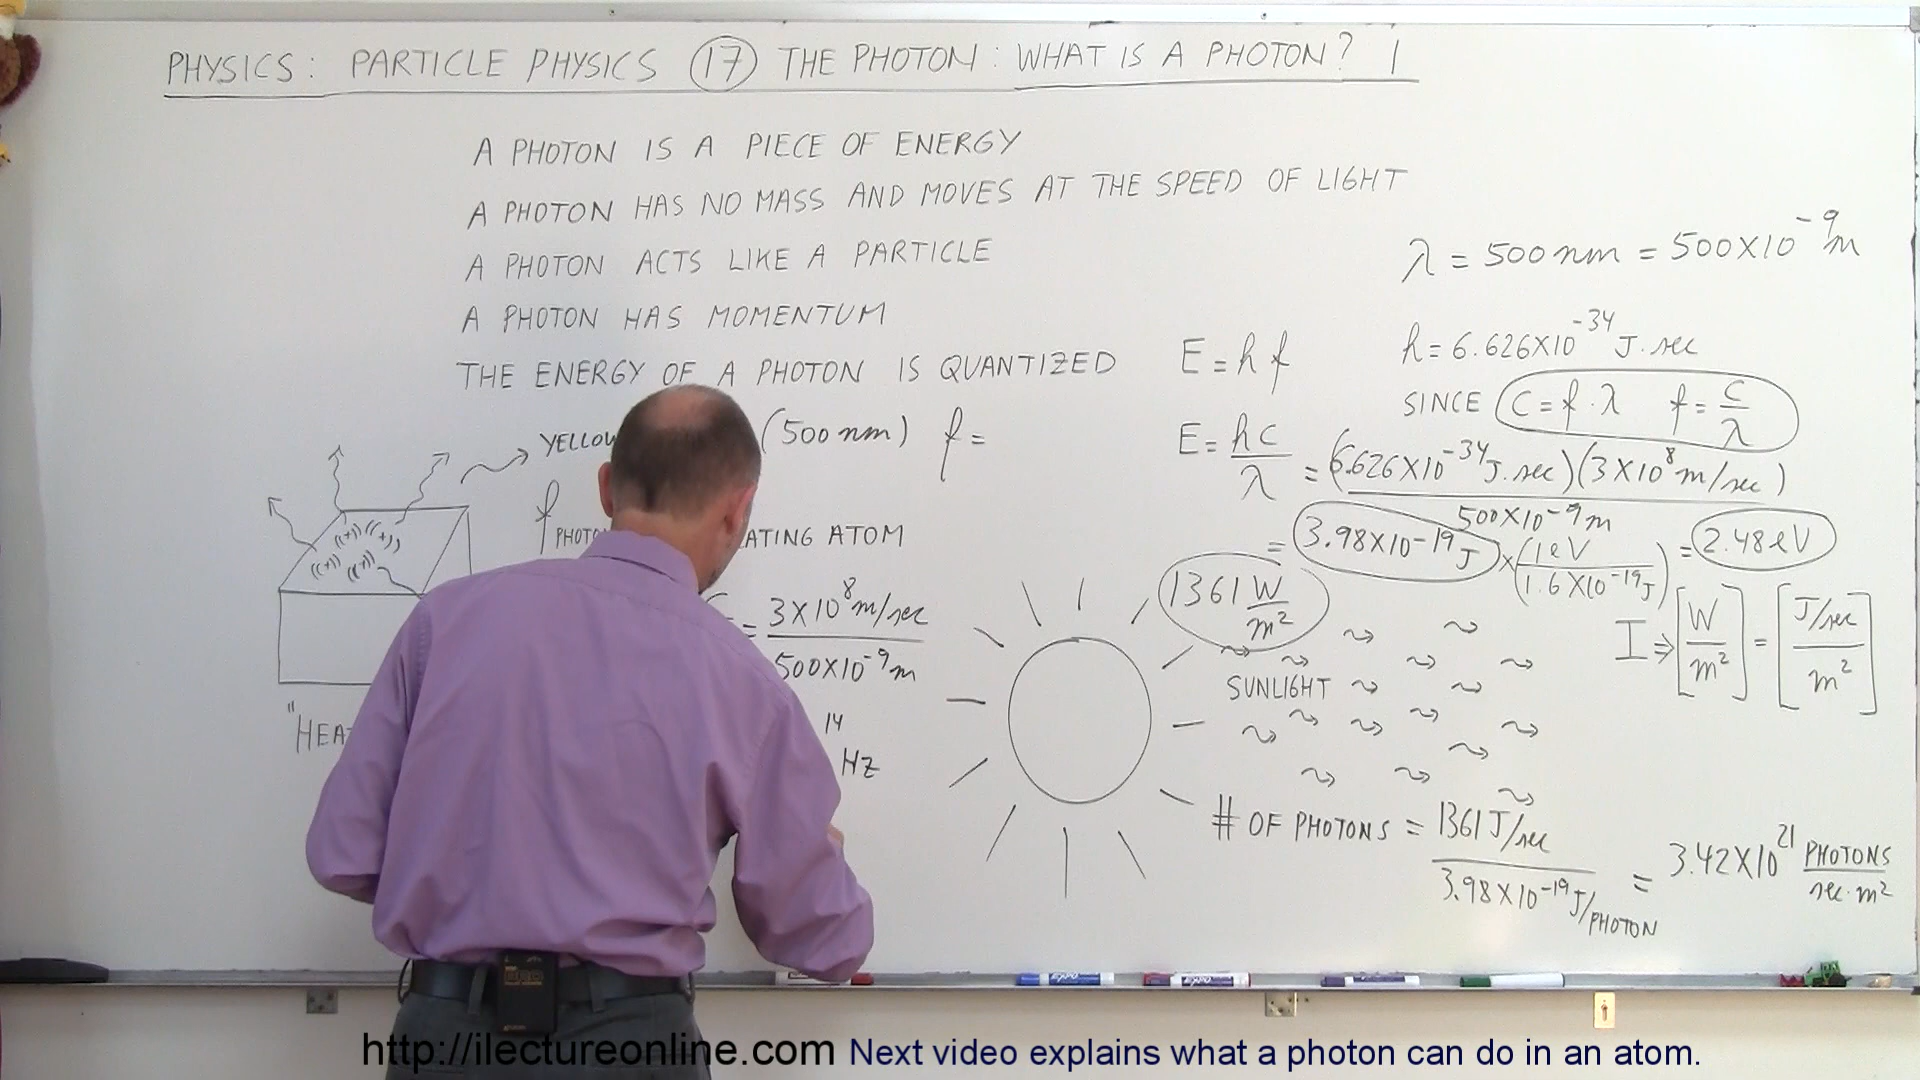 PHYSICS: PARTICLE PHYSICS 17 THE PHOTON: WHAT IS A PHOTON? 1
A PHOTON IS A PIECE OF ENERGY
A PHOTON HAS NO MASS AND MOVES AT THE SPEED OF LIGHT
A PHOTON ACTS LIKE A PARTICLE
A PHOTON HAS MOMENTUM
THE ENERGY OF A PHOTON IS QUANTIZED
YELLOW (500 nm) f =
f PHOTO ATING ATOM
= 3×10⁸ m/sec
500×10⁻⁹ m
14
Hz
"HEA
λ = 500 nm = 500×10⁻⁹ m
E = h f
h = 6.626×10⁻³⁴ J·sec
SINCE C = f·λ f = C/λ
E = hc/λ = (6.626×10⁻³⁴ J·sec)(3×10⁸ m/sec)
500×10⁻⁹ m
= 3.98×10⁻¹⁹ J × (1 eV / 1.6×10⁻¹⁹ J) = 2.48 eV
1361 W/m²
I ⇒ [W/m²] = [J/sec / m²]
SUNLIGHT
# OF PHOTONS = 1361 J/sec
3.98×10⁻¹⁹ J/PHOTON
= 3.42×10²¹ PHOTONS
sec·m²
EXPO
http://ilectureonline.com Next video explains what a photon can do in an atom.